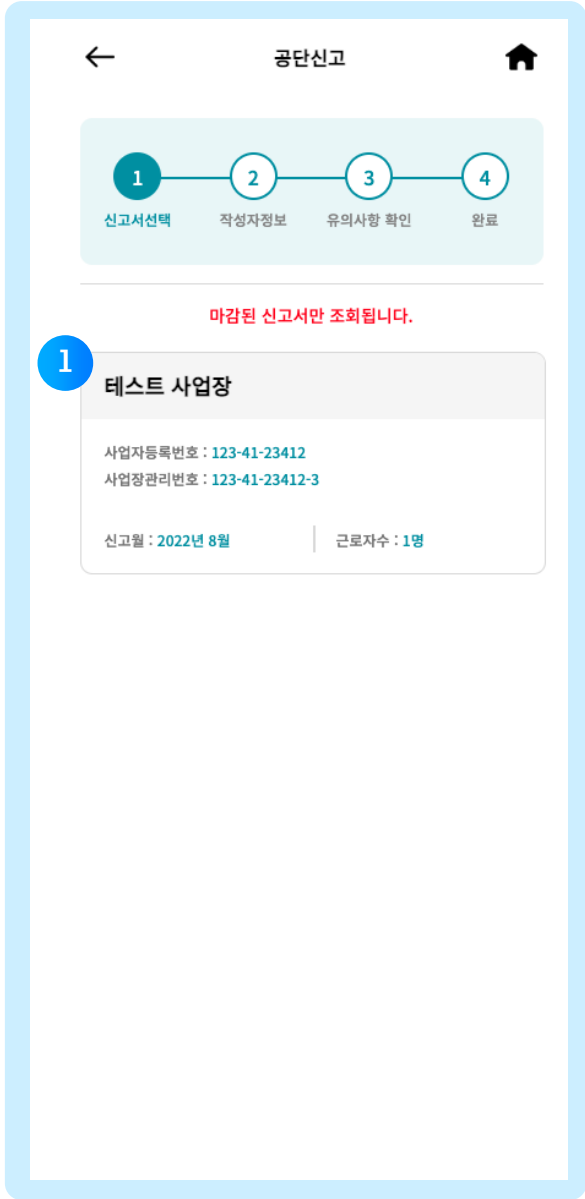 공단신고
1 2 3 4
신고서선택 작성자정보 유의사항 확인 완료
마감된 신고서만 조회됩니다.
1
테스트 사업장
사업자등록번호 : 123-41-23412
사업장관리번호 : 123-41-23412-3
신고월 : 2022년 8월 근로자수 : 1명